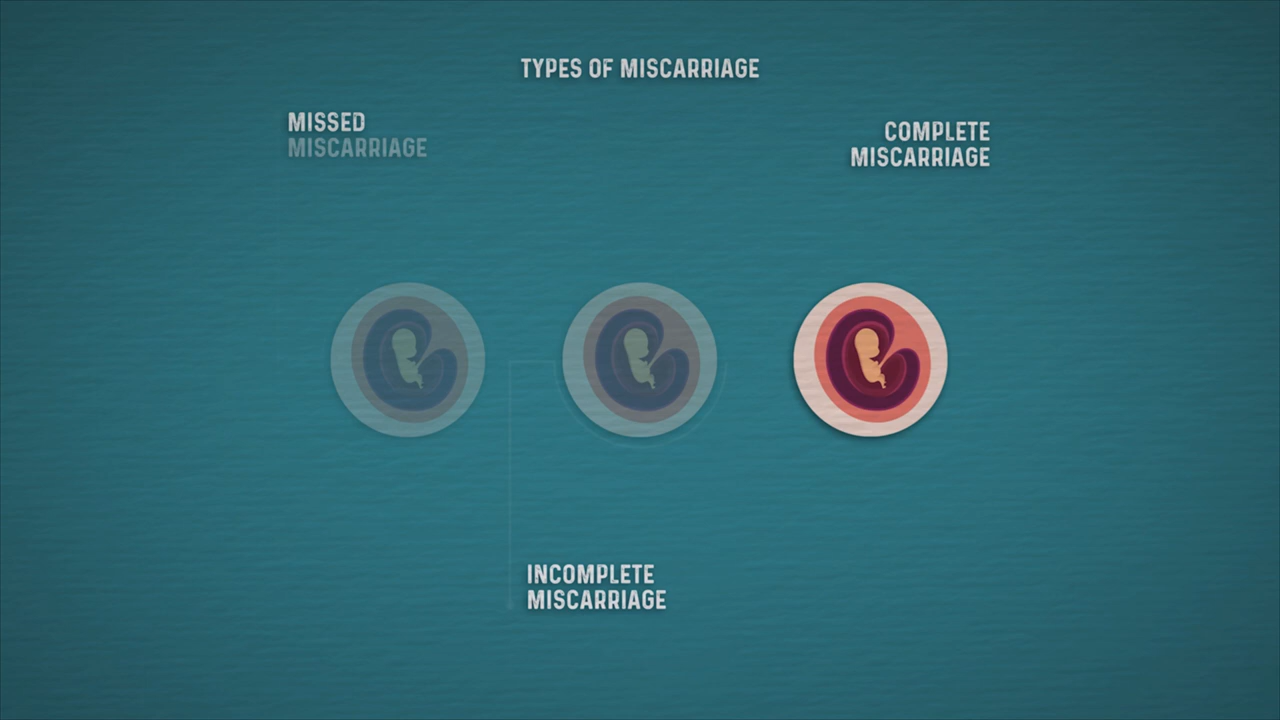 TYPES OF MISCARRIAGE
MISSED
MISCARRIAGE
COMPLETE
MISCARRIAGE
INCOMPLETE
MISCARRIAGE